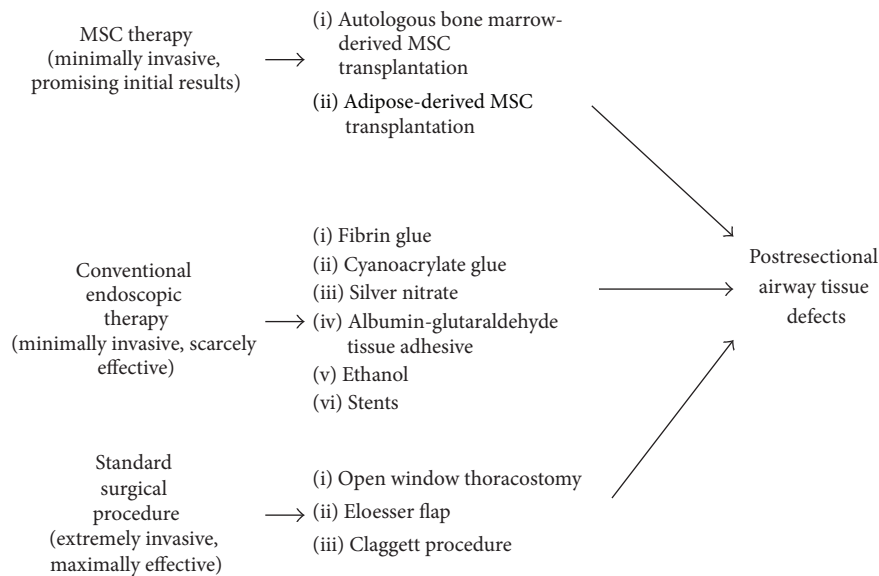 MSC therapy
(minimally invasive,
promising initial results)
(i) Autologous bone marrow-
derived MSC
transplantation
(ii) Adipose-derived MSC
transplantation
Conventional
endoscopic
therapy
(minimally invasive, scarcely
effective)
(i) Fibrin glue
(ii) Cyanoacrylate glue
(iii) Silver nitrate
(iv) Albumin-glutaraldehyde
tissue adhesive
(v) Ethanol
(vi) Stents
Standard
surgical
procedure
(extremely invasive,
maximally effective)
(i) Open window thoracostomy
(ii) Eloesser flap
(iii) Claggett procedure
Postresectional
airway tissue
defects